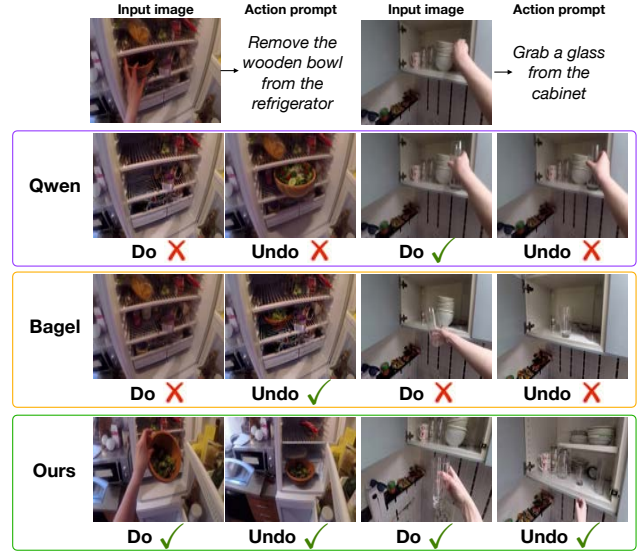 Input image Action prompt Input image Action prompt
Remove the
wooden bowl
from the
refrigerator
Grab a glass
from the
cabinet
Qwen
Do Undo Do Undo
Bagel
Do Undo Do Undo
Ours
Do Undo Do Undo